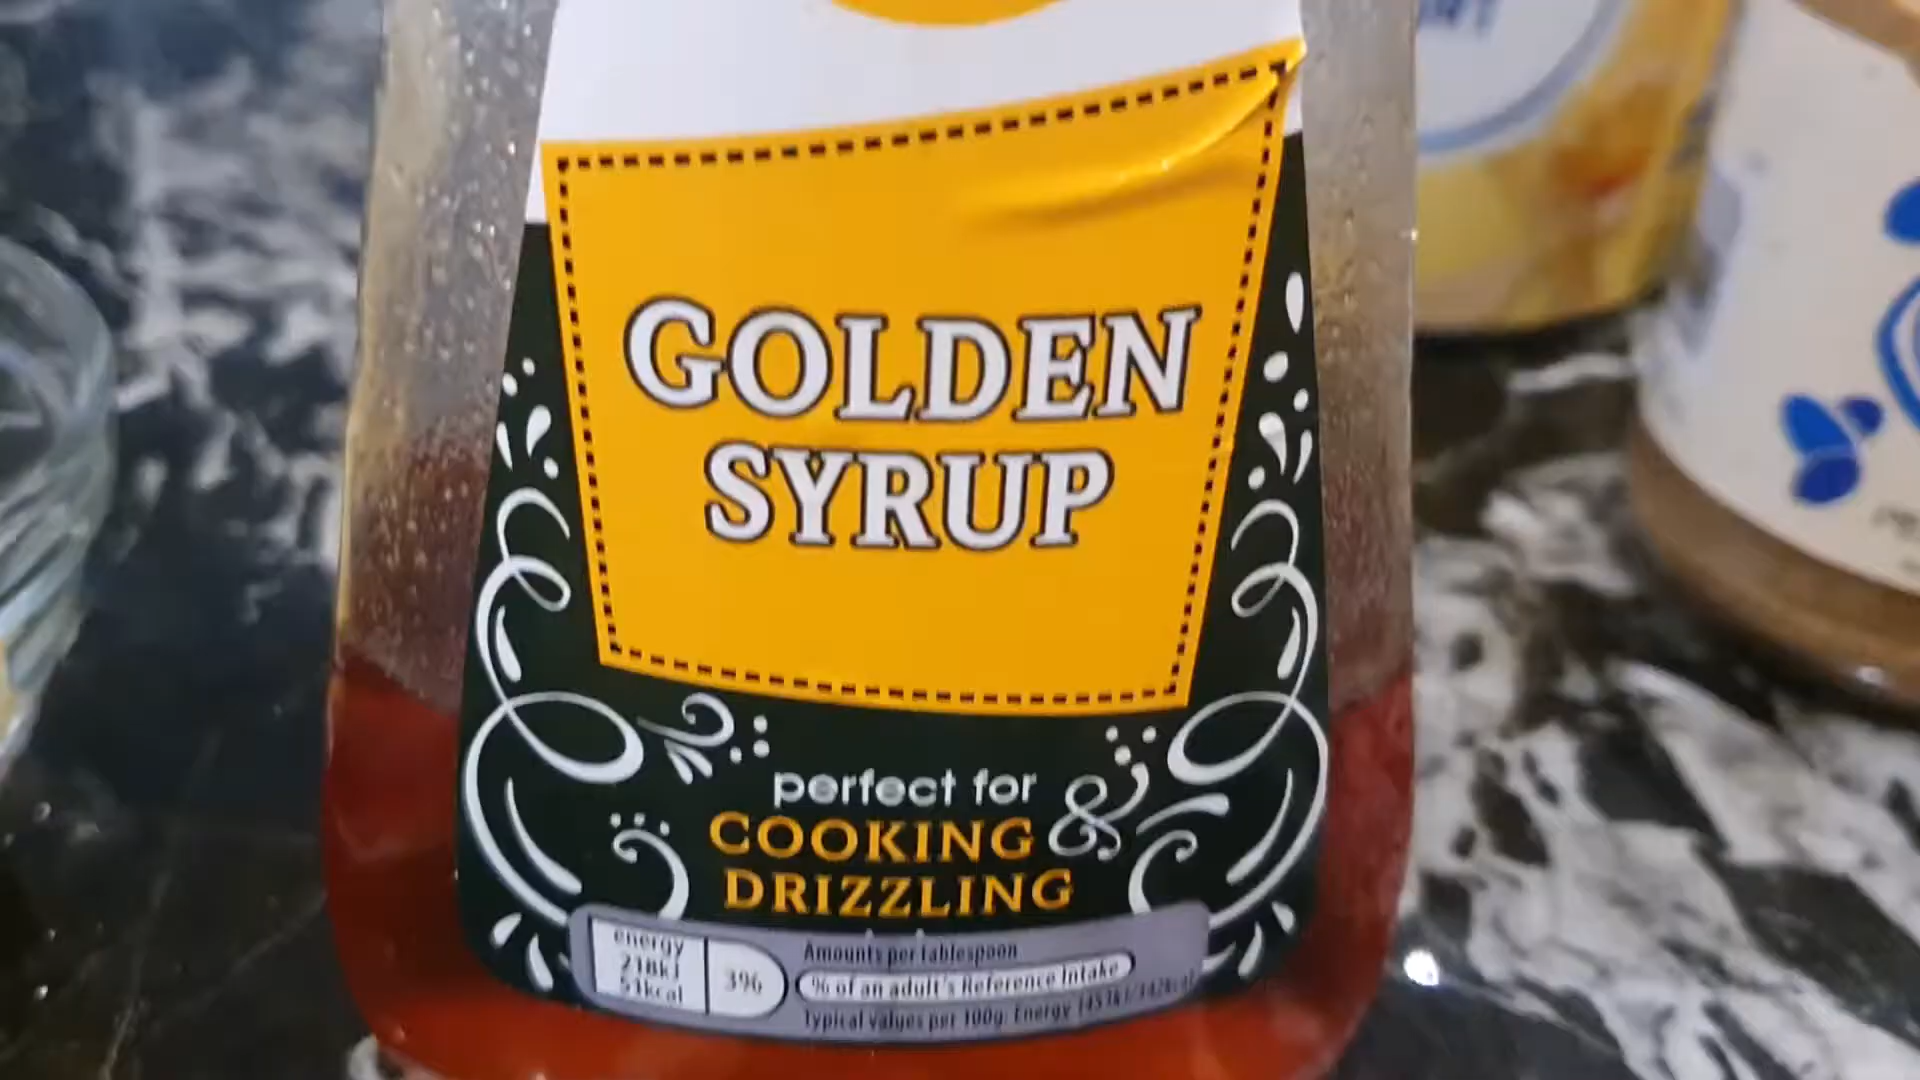 GOLDEN
SYRUP
perfect for
COOKING &
DRIZZLING
energy
218kJ
51kcal
3%
Amounts per tablespoon
% of an adult's Reference Intake
Typical values per 100g: Energy